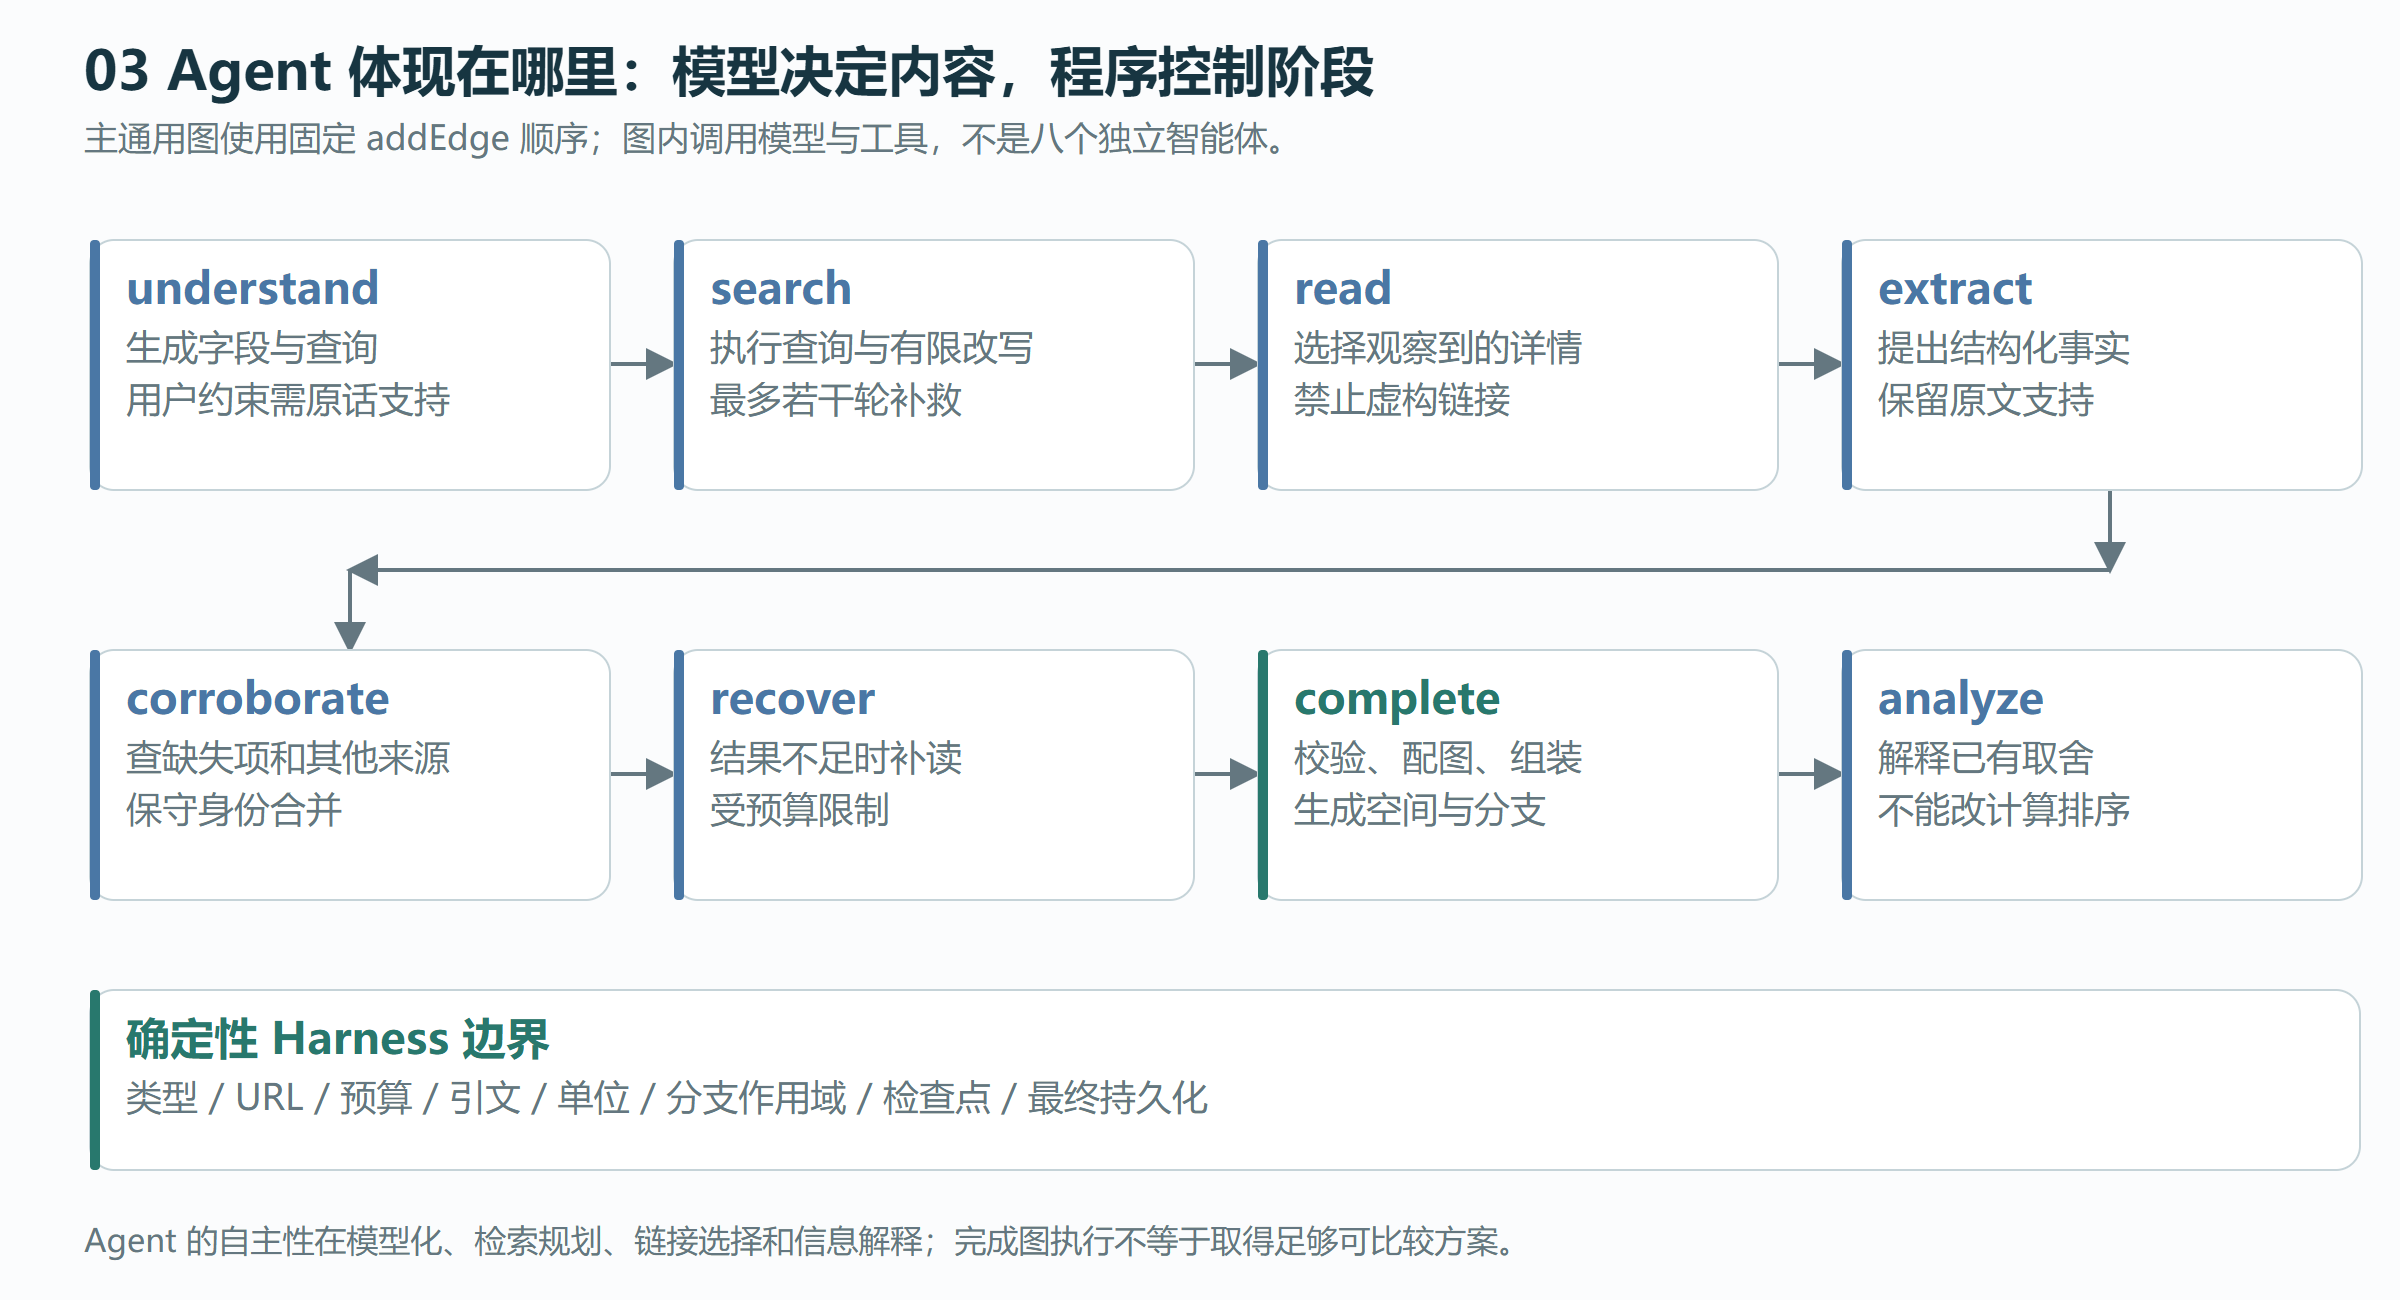 03 Agent 体现在哪里：模型决定内容，程序控制阶段
主通用图使用固定 addEdge 顺序；图内调用模型与工具，不是八个独立智能体。
understand
生成字段与查询
用户约束需原话支持
search
执行查询与有限改写
最多若干轮补救
read
选择观察到的详情
禁止虚构链接
extract
提出结构化事实
保留原文支持
corroborate
查缺失项和其他来源
保守身份合并
recover
结果不足时补读
受预算限制
complete
校验、配图、组装
生成空间与分支
analyze
解释已有取舍
不能改计算排序
确定性 Harness 边界
类型 / URL / 预算 / 引文 / 单位 / 分支作用域 / 检查点 / 最终持久化
Agent 的自主性在模型化、检索规划、链接选择和信息解释；完成图执行不等于取得足够可比较方案。